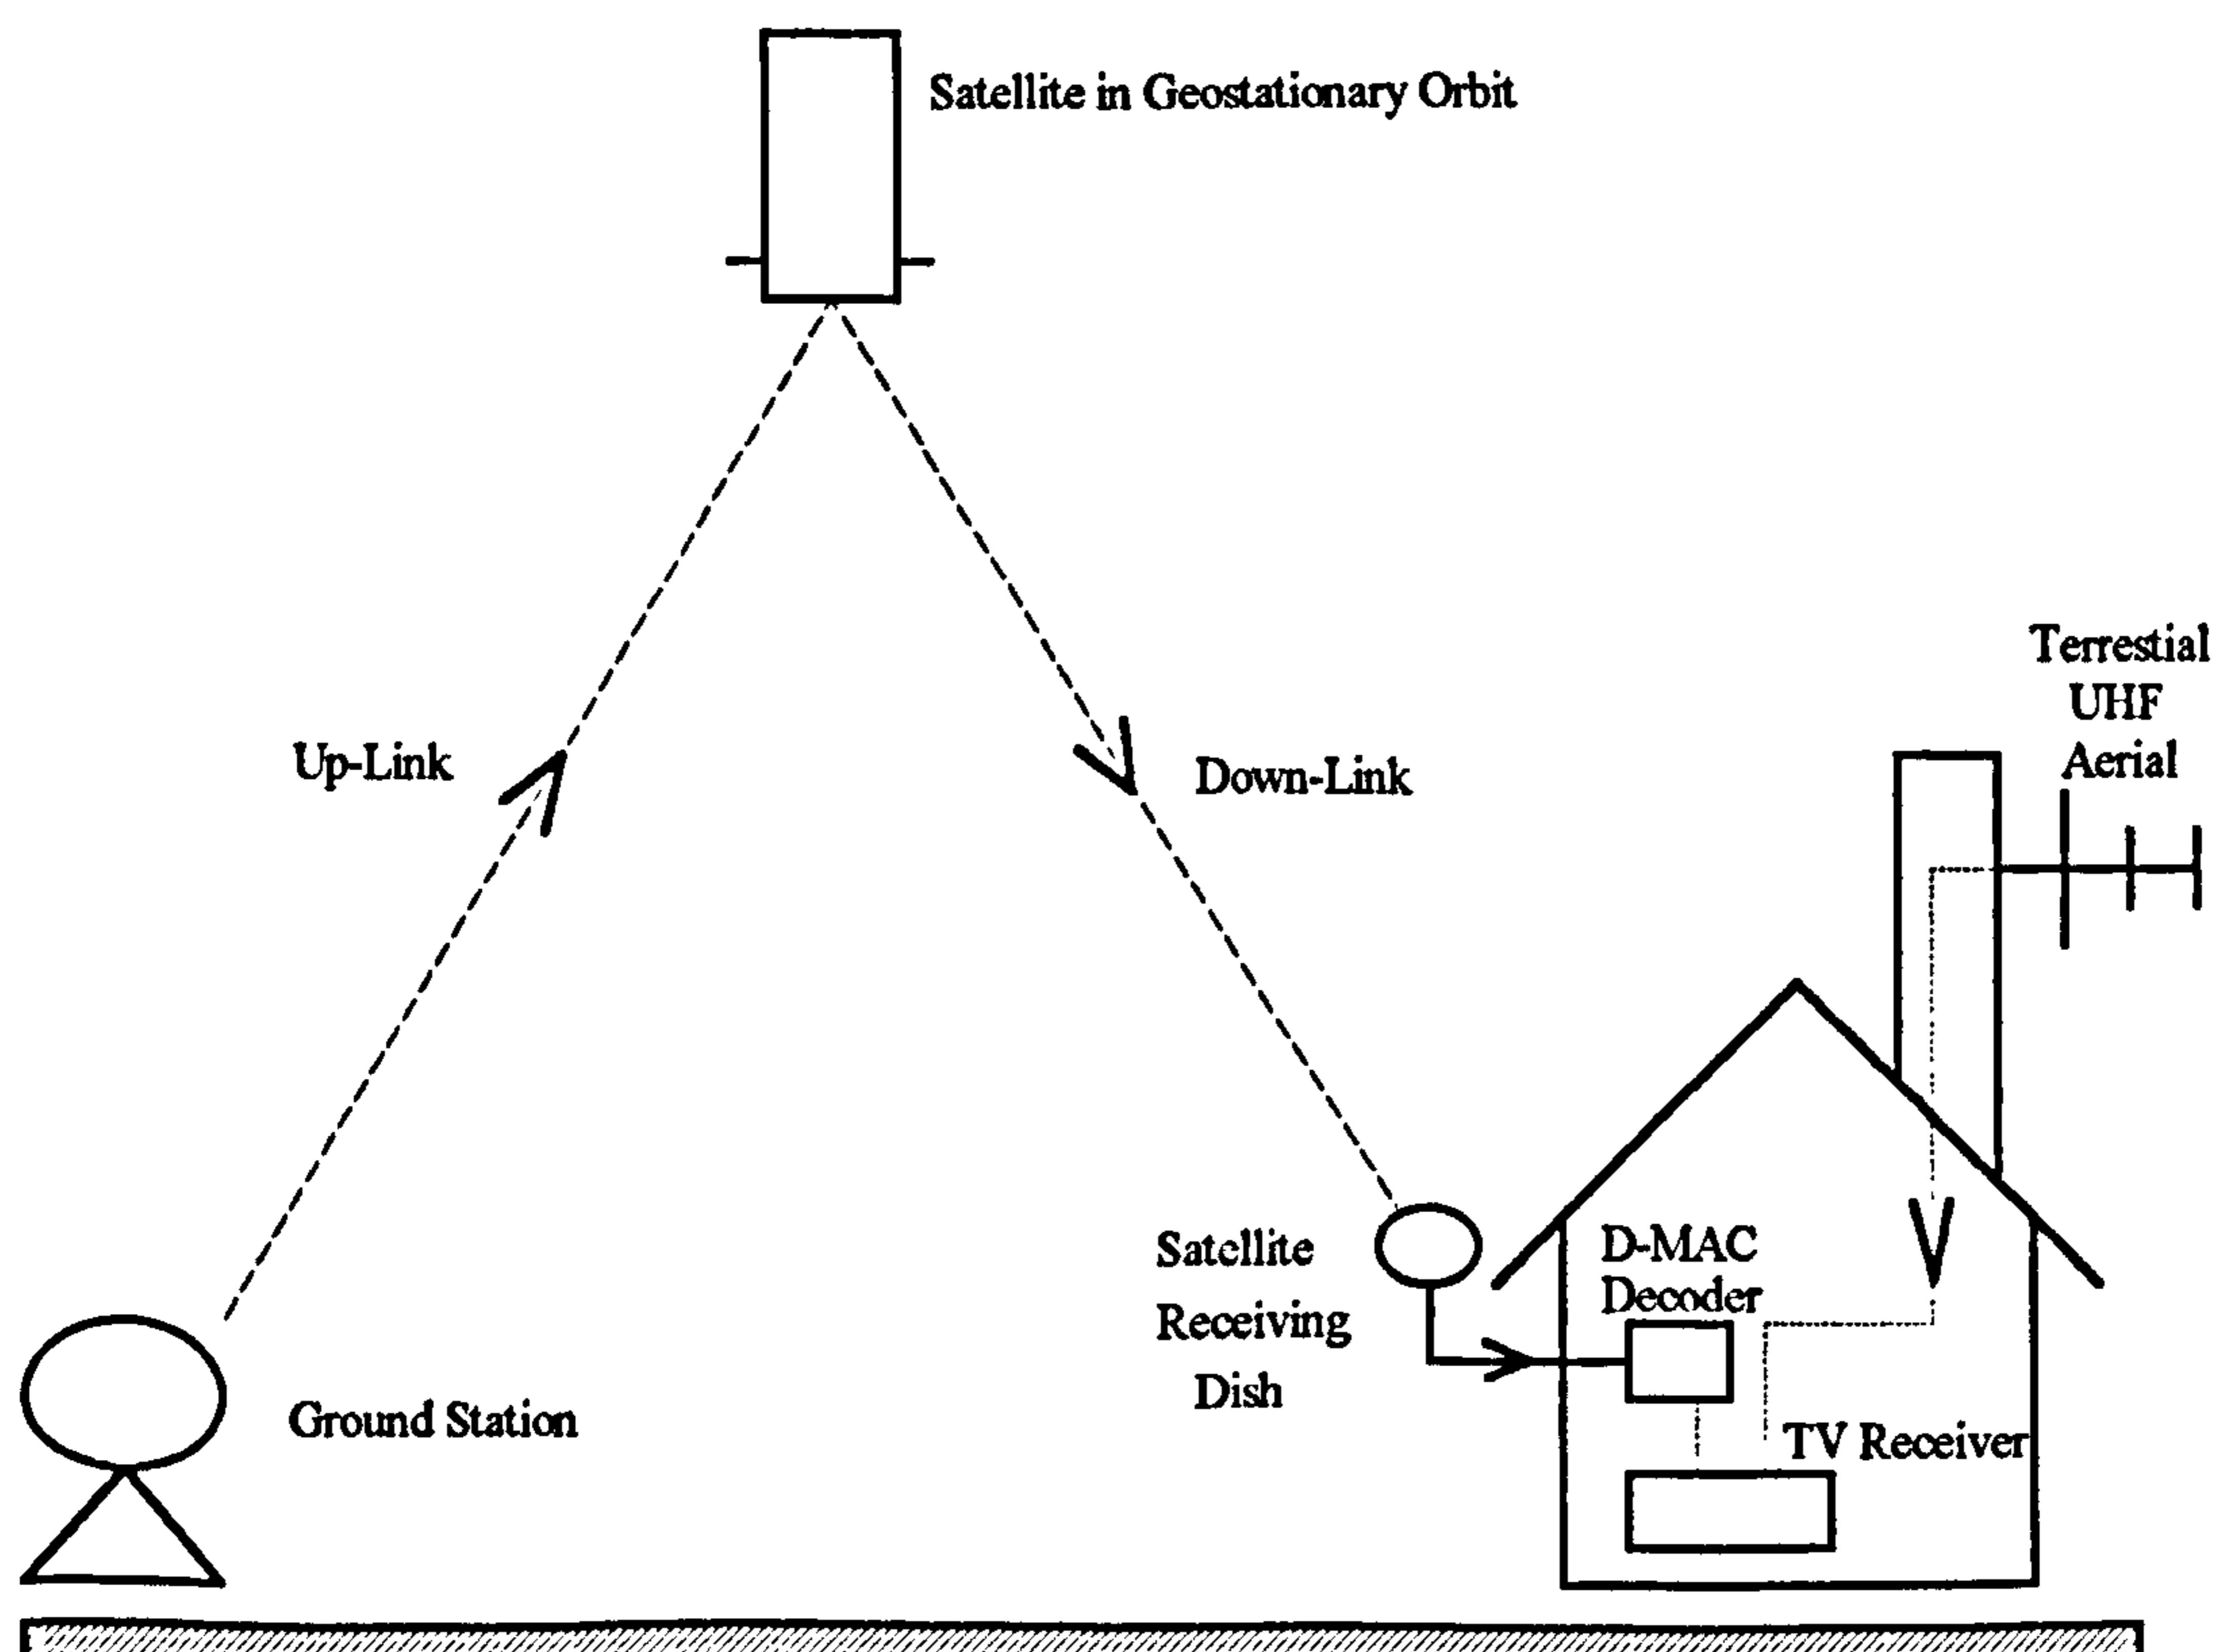 Satellite in Geostationary Orbit
Terrestial
UHF
Aerial
Up-Link
Down-Link
Satellite
Receiving
Dish
D-MAC
Decoder
Ground Station
TV Receiver